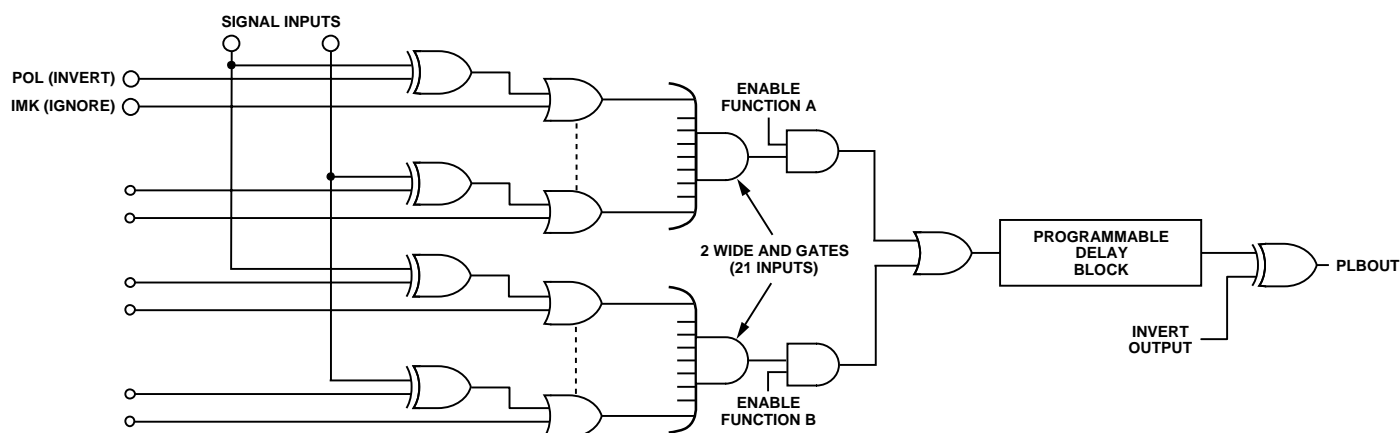 SIGNAL INPUTS
POL (INVERT)
IMK (IGNORE)
ENABLE
FUNCTION A
2 WIDE AND GATES
(21 INPUTS)
PROGRAMMABLE
DELAY
BLOCK
PLBOUT
INVERT
OUTPUT
ENABLE
FUNCTION B